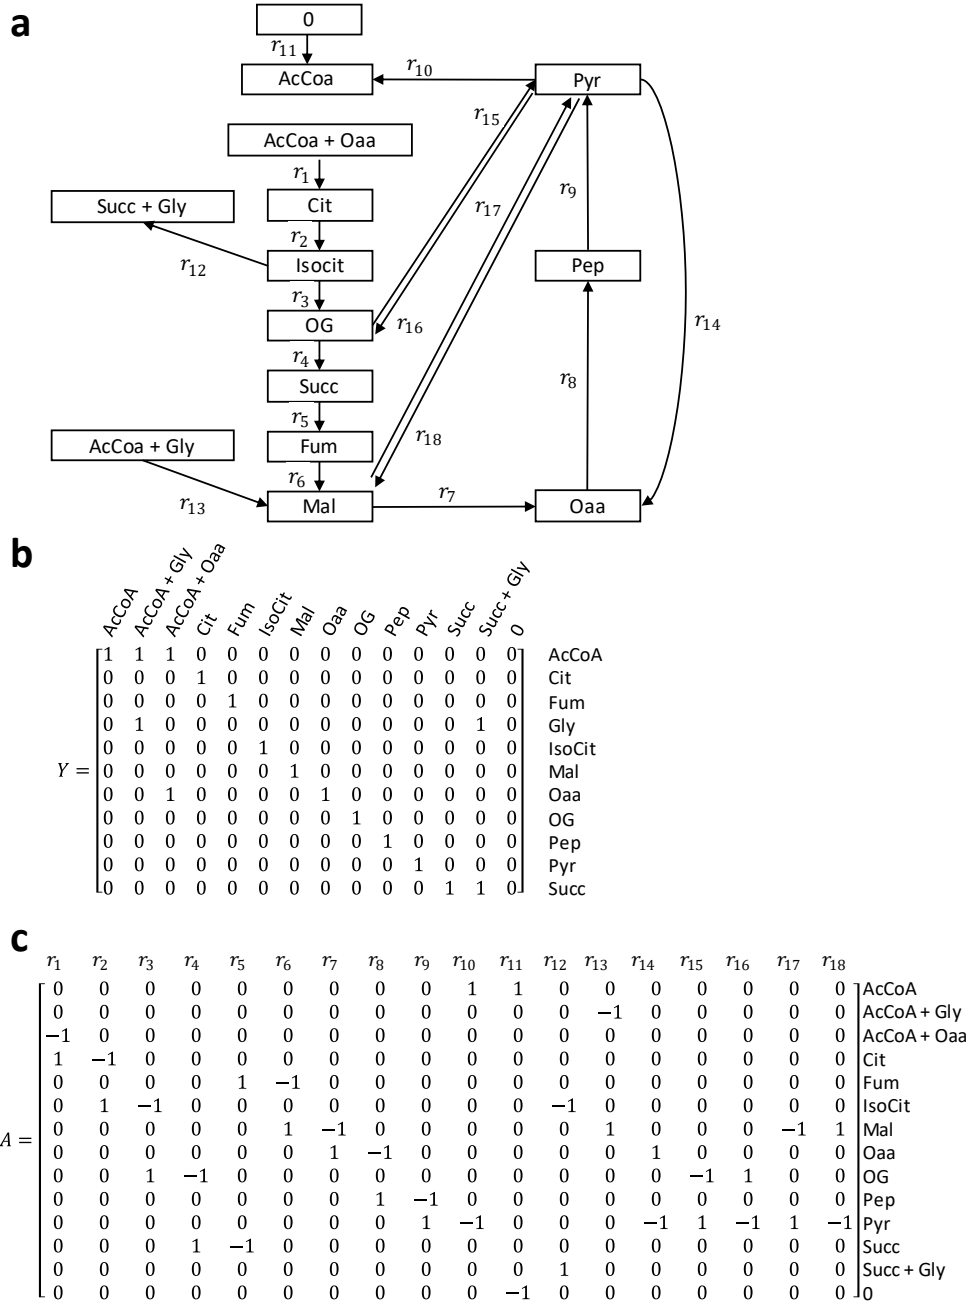 a
0
r11
AcCoa
r10
Pyr
r15
AcCoa + Oaa
r1
Succ + Gly
Cit
r9
r17
r2
r12
Isocit
Pep
r3
OG
r16
r14
r4
Succ
r8
r5
r18
AcCoa + Gly
Fum
r6
r13
Mal
r7
Oaa
b
AcCoA AcCoA + Gly AcCoA + Oaa Cit Fum IsoCit Mal Oaa OG Pep Pyr Succ Succ + Gly 0
1 1 1 0 0 0 0 0 0 0 0 0 0 0 AcCoA
0 0 0 1 0 0 0 0 0 0 0 0 0 0 Cit
0 0 0 0 1 0 0 0 0 0 0 0 0 0 Fum
0 1 0 0 0 0 0 0 0 0 0 0 1 0 Gly
0 0 0 0 0 1 0 0 0 0 0 0 0 0 IsoCit
Y = 0 0 0 0 0 0 1 0 0 0 0 0 0 0 Mal
0 0 1 0 0 0 0 1 0 0 0 0 0 0 Oaa
0 0 0 0 0 0 0 0 1 0 0 0 0 0 OG
0 0 0 0 0 0 0 0 0 1 0 0 0 0 Pep
0 0 0 0 0 0 0 0 0 0 1 0 0 0 Pyr
0 0 0 0 0 0 0 0 0 0 0 1 1 0 Succ
c
r1 r2 r3 r4 r5 r6 r7 r8 r9 r10 r11 r12 r13 r14 r15 r16 r17 r18
0 0 0 0 0 0 0 0 0 1 1 0 0 0 0 0 0 0 AcCoA
0 0 0 0 0 0 0 0 0 0 0 0 −1 0 0 0 0 0 AcCoA + Gly
−1 0 0 0 0 0 0 0 0 0 0 0 0 0 0 0 0 0 AcCoA + Oaa
1 −1 0 0 0 0 0 0 0 0 0 0 0 0 0 0 0 0 Cit
0 0 0 0 1 −1 0 0 0 0 0 0 0 0 0 0 0 0 Fum
0 1 −1 0 0 0 0 0 0 0 0 −1 0 0 0 0 0 0 IsoCit
A = 0 0 0 0 0 1 −1 0 0 0 0 0 1 0 0 0 −1 1 Mal
0 0 0 0 0 0 1 −1 0 0 0 0 0 1 0 0 0 0 Oaa
0 0 1 −1 0 0 0 0 0 0 0 0 0 0 −1 1 0 0 OG
0 0 0 0 0 0 0 1 −1 0 0 0 0 0 0 0 0 0 Pep
0 0 0 0 0 0 0 0 1 −1 0 0 0 −1 1 −1 1 −1 Pyr
0 0 0 1 −1 0 0 0 0 0 0 0 0 0 0 0 0 0 Succ
0 0 0 0 0 0 0 0 0 0 0 1 0 0 0 0 0 0 Succ + Gly
0 0 0 0 0 0 0 0 0 0 −1 0 0 0 0 0 0 0 0